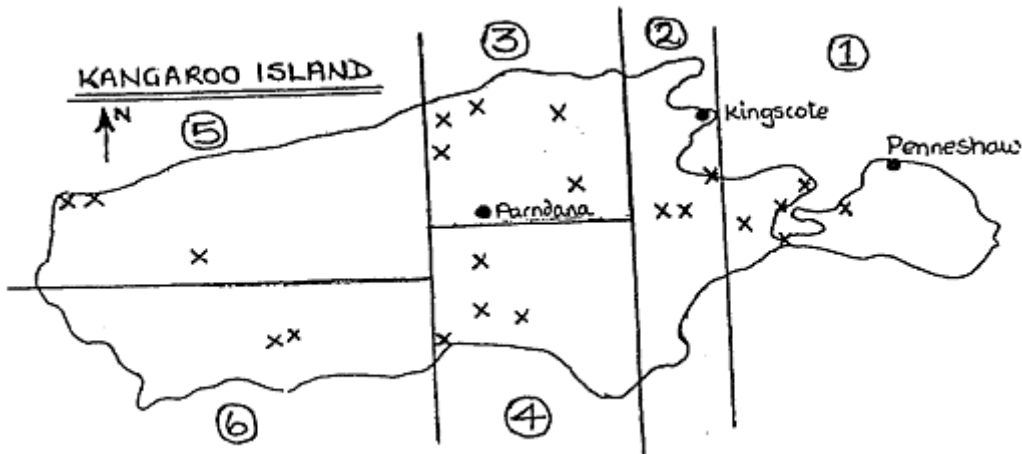 ③
②
①
KANGAROO ISLAND
N
⑤
Kingscote
Penneshaw
Parndana
⑥
④